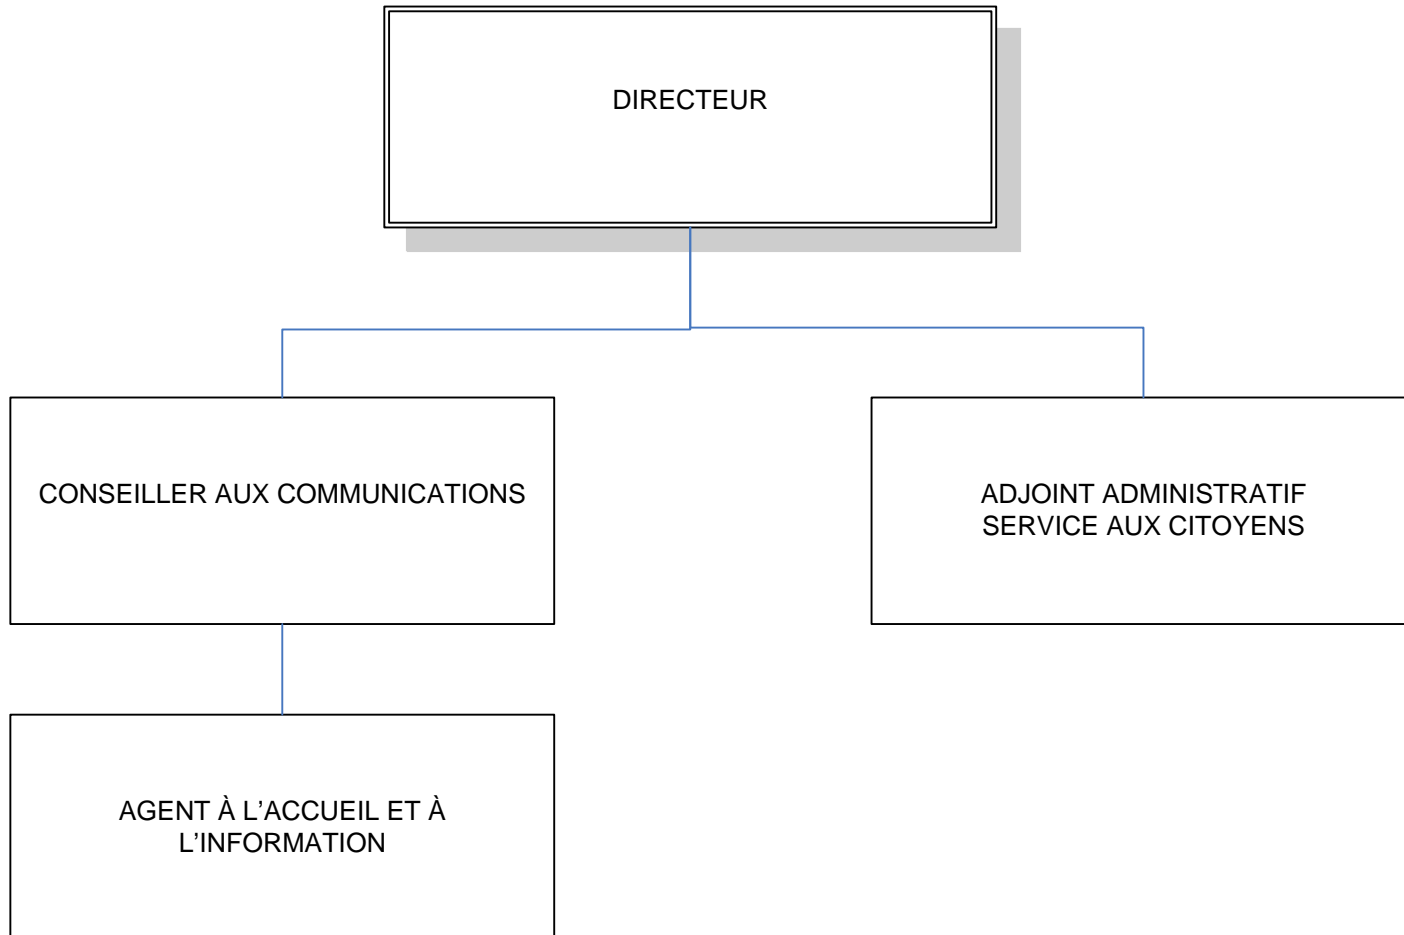 DIRECTEUR
CONSEILLER AUX COMMUNICATIONS
ADJOINT ADMINISTRATIF
SERVICE AUX CITOYENS
AGENT À L’ACCUEIL ET À
L’INFORMATION